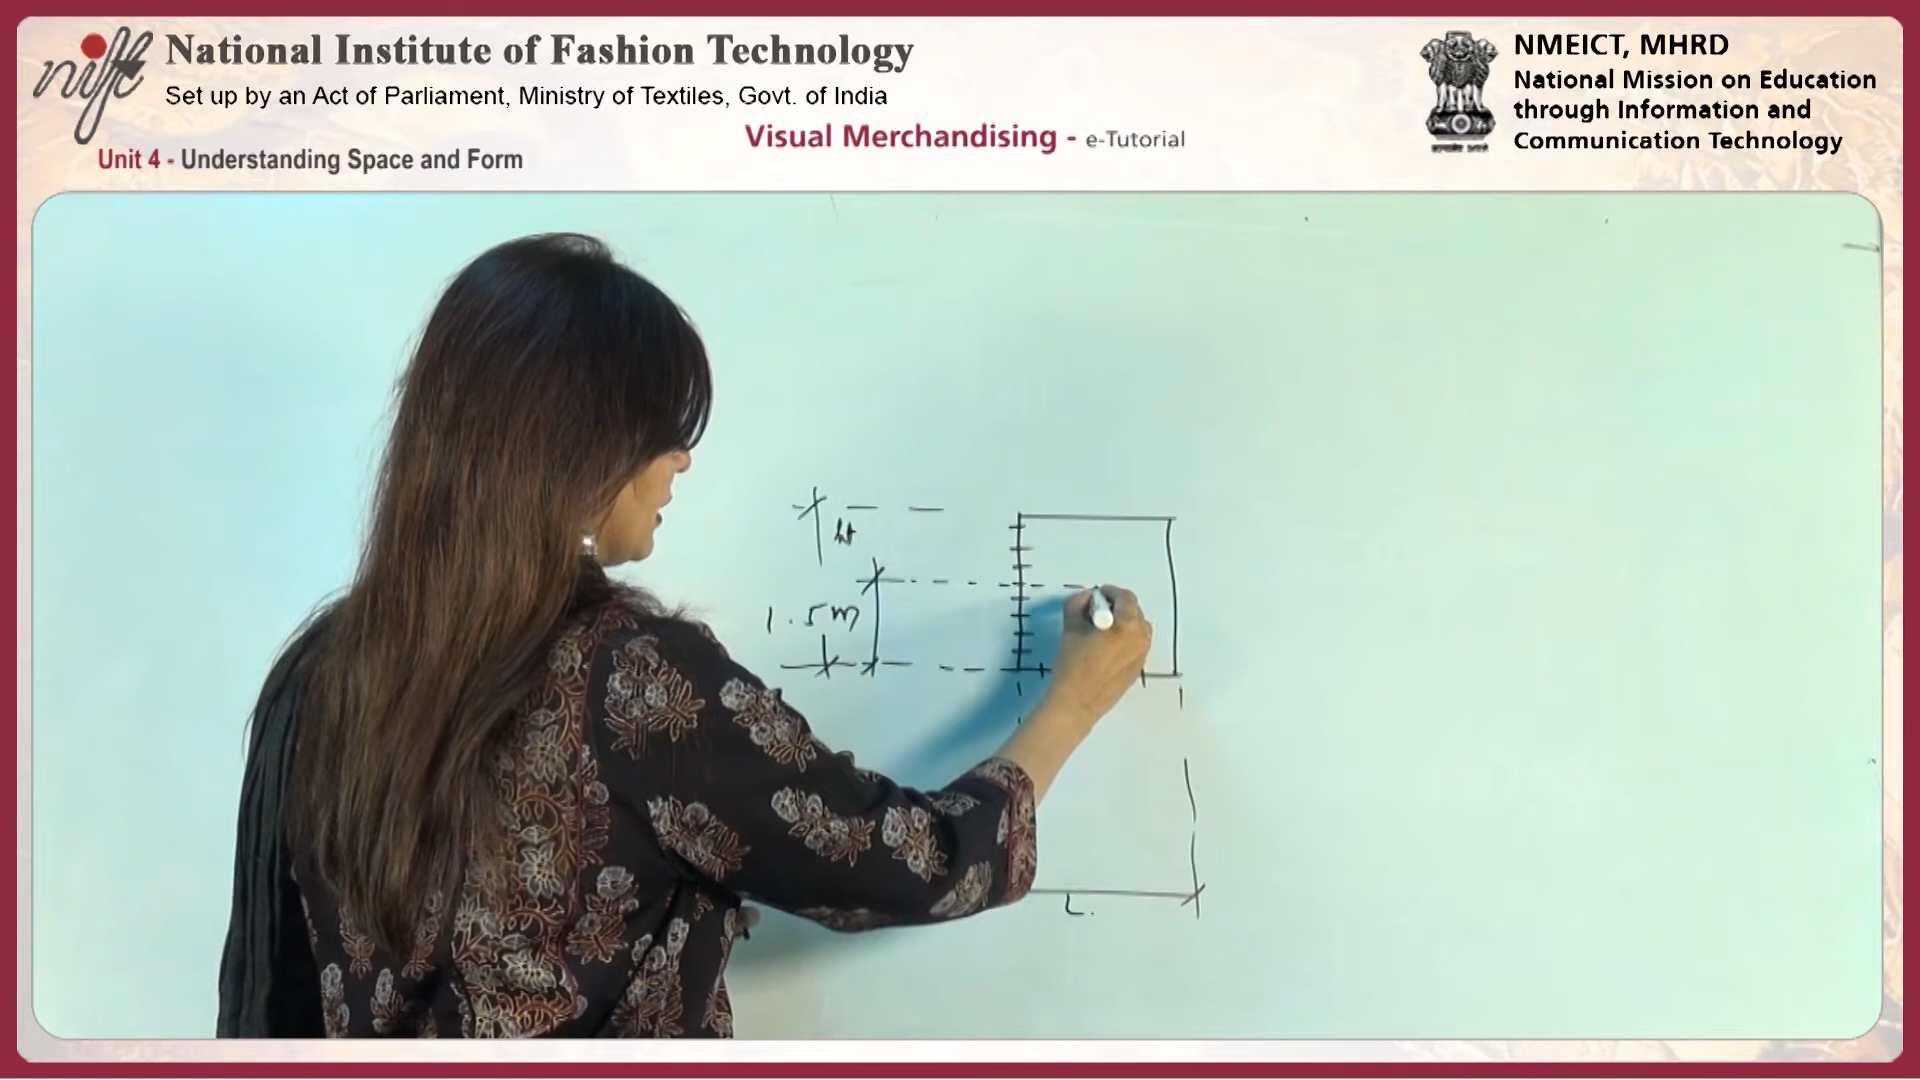 nift
National Institute of Fashion Technology
Set up by an Act of Parliament, Ministry of Textiles, Govt. of India
Visual Merchandising - e-Tutorial
Unit 4 - Understanding Space and Form
NMEICT, MHRD
National Mission on Education
through Information and
Communication Technology
ht
1.5m
L.